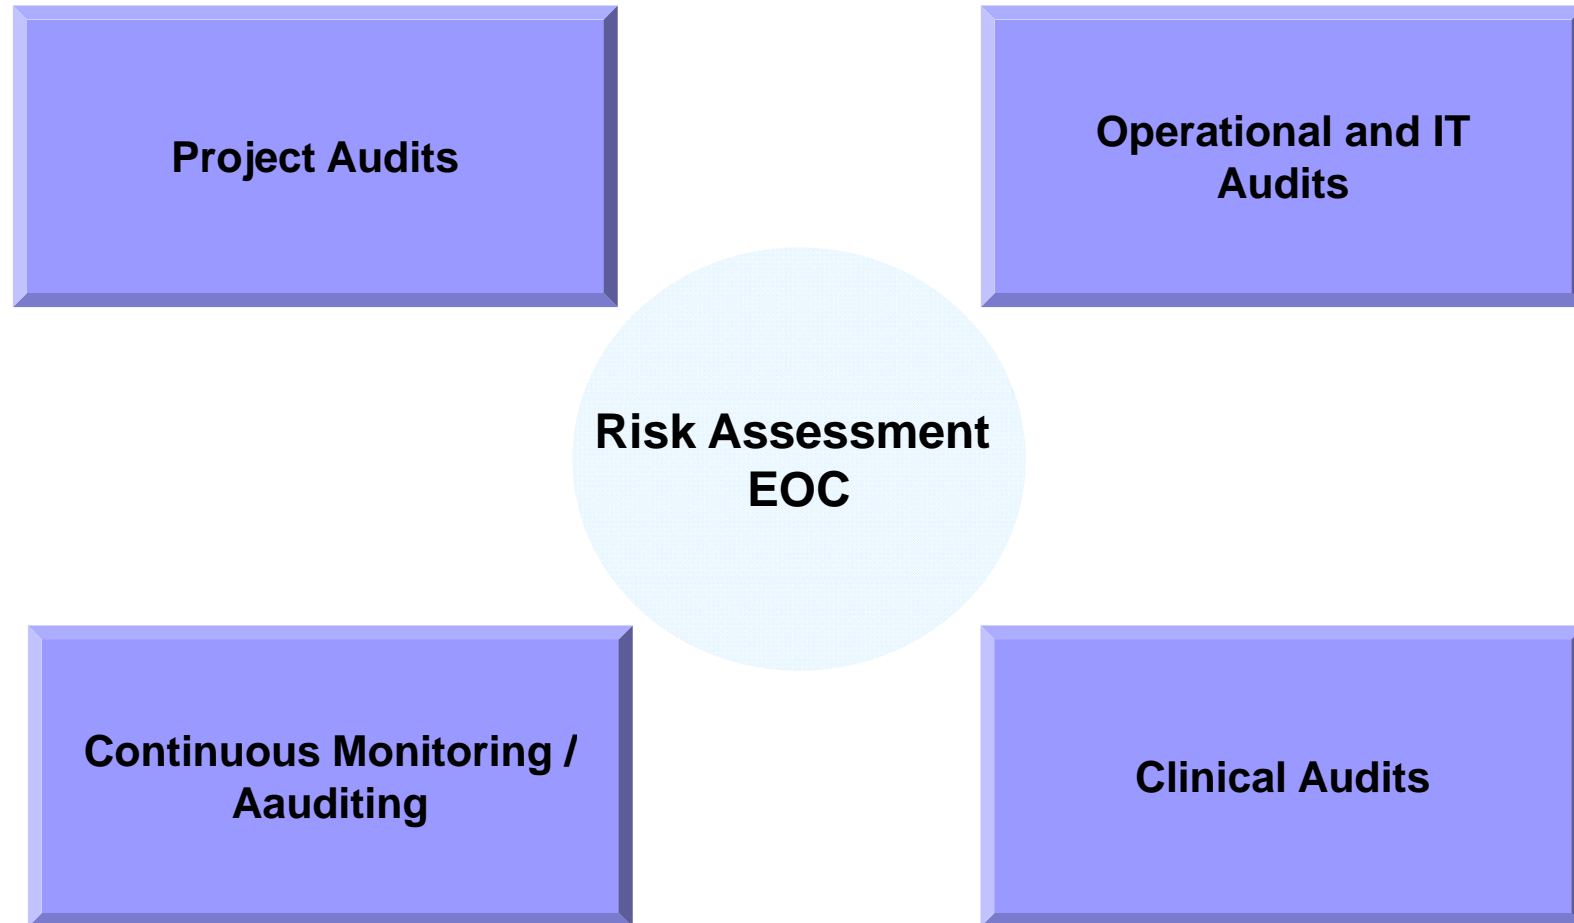 Project Audits
Operational and IT
Audits
Risk Assessment
EOC
Continuous Monitoring /
Aauditing
Clinical Audits